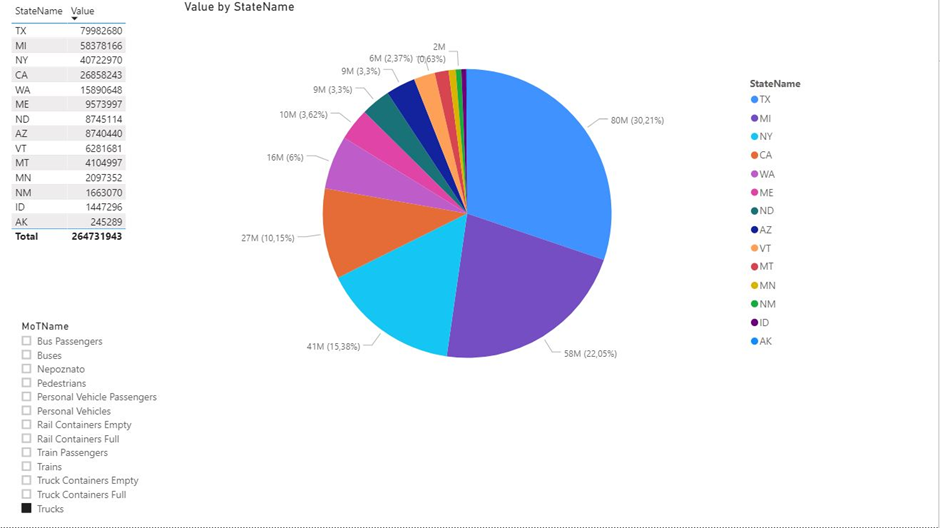 StateName Value
TX 79982680
MI 58378166
NY 40722970
CA 26858243
WA 15890648
ME 9573997
ND 8745114
AZ 8740440
VT 6281681
MT 4104997
MN 2097352
NM 1663070
ID 1447296
AK 245289
Total 264731943
Value by StateName
2M
(0,63%)
6M (2,37%)
9M (3,3%)
9M (3,3%)
10M (3,62%)
16M (6%)
27M (10,15%)
41M (15,38%)
80M (30,21%)
58M (22,05%)
StateName
TX
MI
NY
CA
WA
ME
ND
AZ
VT
MT
MN
NM
ID
AK
MoTName
Bus Passengers
Buses
Nepoznato
Pedestrians
Personal Vehicle Passengers
Personal Vehicles
Rail Containers Empty
Rail Containers Full
Train Passengers
Trains
Truck Containers Empty
Truck Containers Full
Trucks